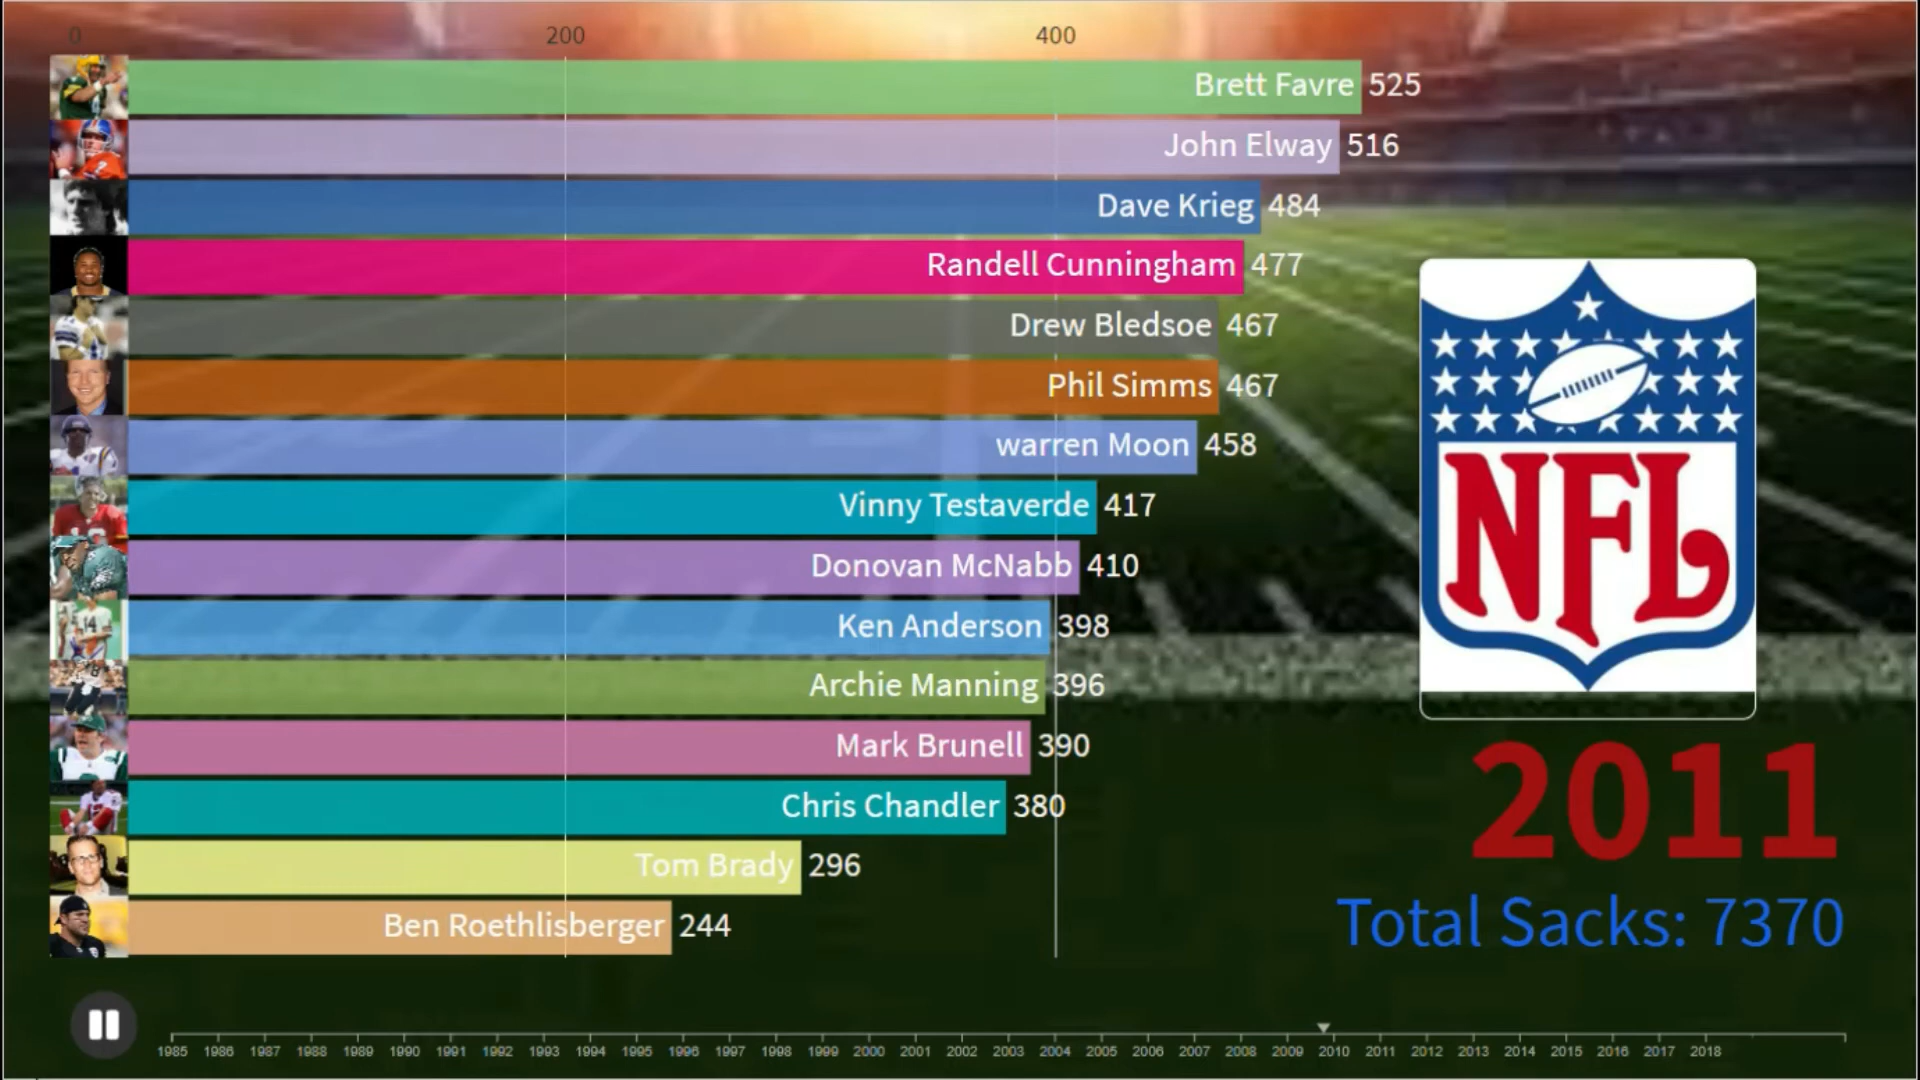 0 200 400
Brett Favre 525
John Elway 516
Dave Krieg 484
Randell Cunningham 477
Drew Bledsoe 467
Phil Simms 467
warren Moon 458
Vinny Testaverde 417
Donovan McNabb 410
Ken Anderson 398
Archie Manning 396
Mark Brunell 390
Chris Chandler 380
Tom Brady 296
Ben Roethlisberger 244
NFL
2011
Total Sacks: 7370
1985 1986 1987 1988 1989 1990 1991 1992 1993 1994 1995 1996 1997 1998 1999 2000 2001 2002 2003 2004 2005 2006 2007 2008 2009 2010 2011 2012 2013 2014 2015 2016 2017 2018